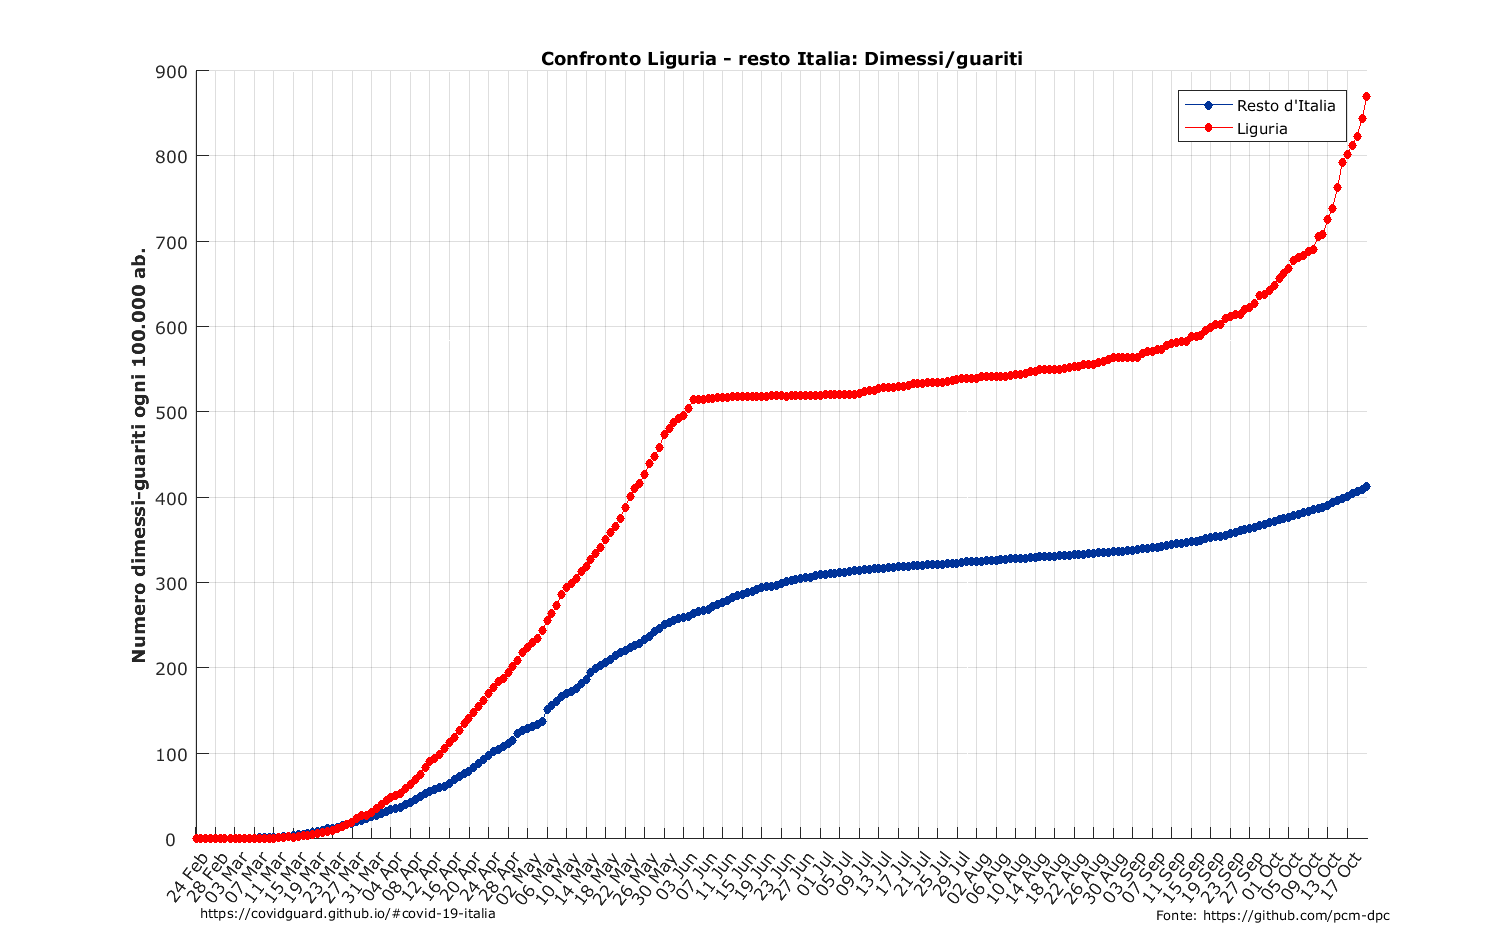 Confronto Liguria - resto Italia: Dimessi/guariti
Resto d'Italia
Liguria
Numero dimessi-guariti ogni 100.000 ab.
900
800
700
600
500
400
300
200
100
0
24 Feb
28 Feb
03 Mar
07 Mar
11 Mar
15 Mar
19 Mar
23 Mar
27 Mar
31 Mar
04 Apr
08 Apr
12 Apr
16 Apr
20 Apr
24 Apr
28 Apr
02 May
06 May
10 May
14 May
18 May
22 May
26 May
30 May
03 Jun
07 Jun
11 Jun
15 Jun
19 Jun
23 Jun
27 Jun
01 Jul
05 Jul
09 Jul
13 Jul
17 Jul
21 Jul
25 Jul
29 Jul
02 Aug
06 Aug
10 Aug
14 Aug
18 Aug
22 Aug
26 Aug
30 Aug
03 Sep
07 Sep
11 Sep
15 Sep
19 Sep
23 Sep
27 Sep
01 Oct
05 Oct
09 Oct
13 Oct
17 Oct
https://covidguard.github.io/#covid-19-italia
Fonte: https://github.com/pcm-dpc